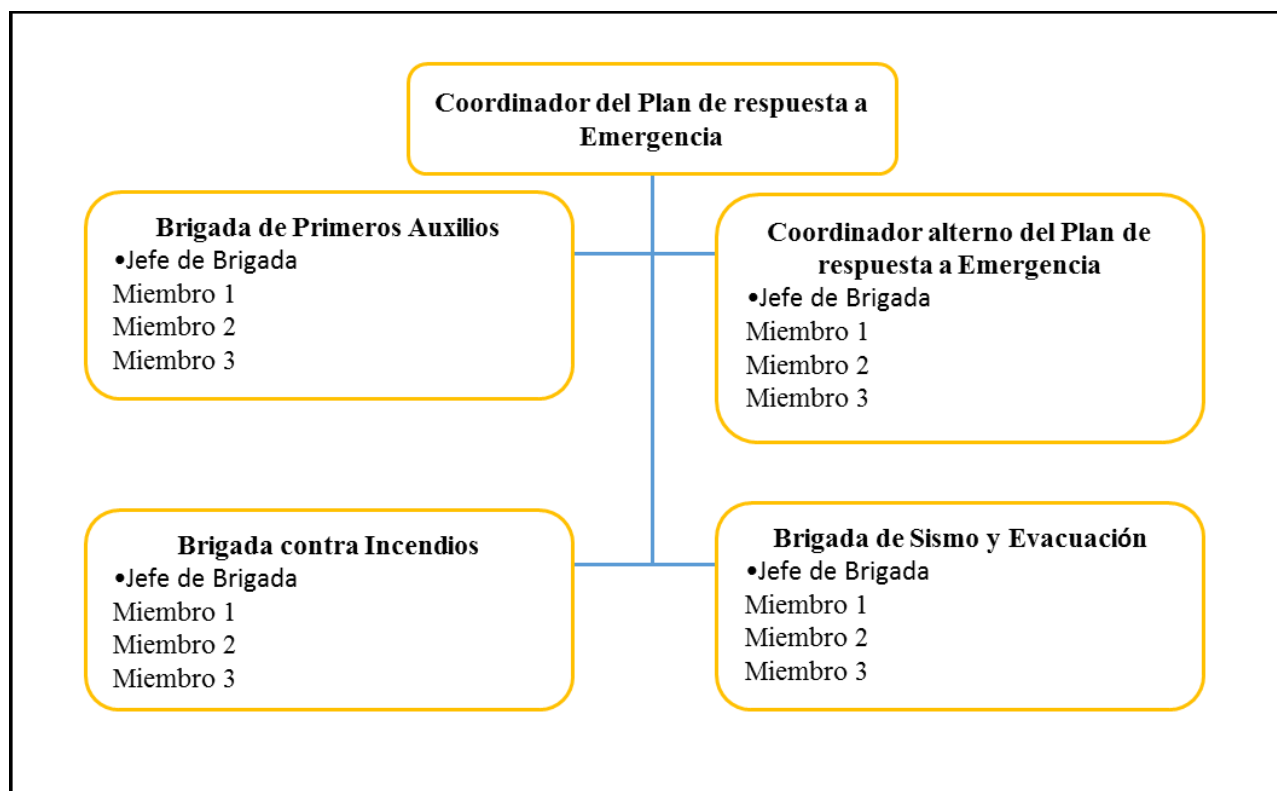 Coordinador del Plan de respuesta a
Emergencia
Brigada de Primeros Auxilios
•Jefe de Brigada
Miembro 1
Miembro 2
Miembro 3
Coordinador alterno del Plan de
respuesta a Emergencia
•Jefe de Brigada
Miembro 1
Miembro 2
Miembro 3
Brigada contra Incendios
•Jefe de Brigada
Miembro 1
Miembro 2
Miembro 3
Brigada de Sismo y Evacuación
•Jefe de Brigada
Miembro 1
Miembro 2
Miembro 3